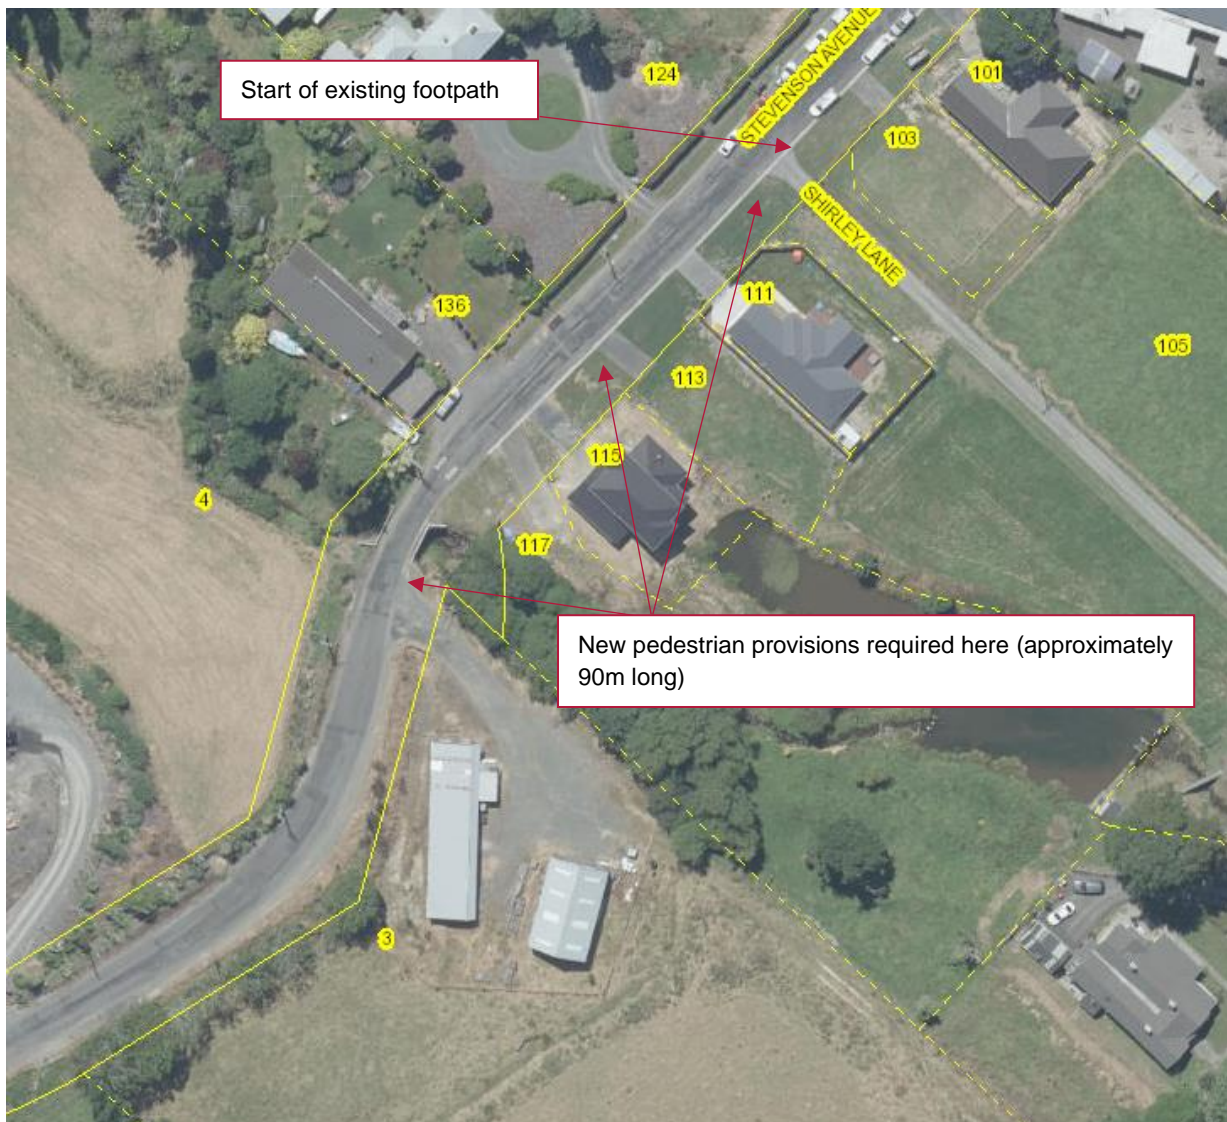 STEVENSON AVENUE
124
101
Start of existing footpath
103
SHIRLEY LANE
111
136
105
113
115
4
117
New pedestrian provisions required here (approximately
90m long)
3